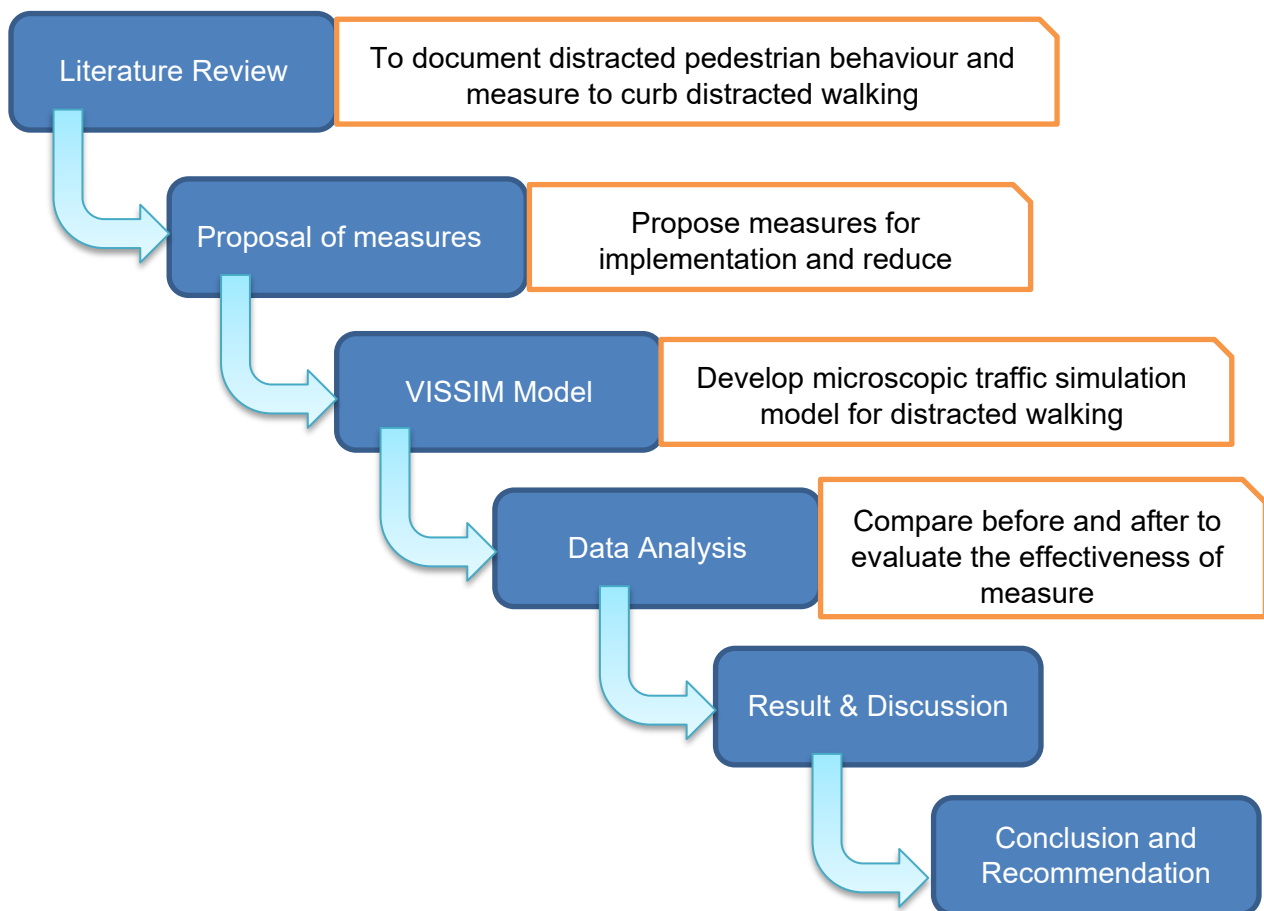 Literature Review
To document distracted pedestrian behaviour and
measure to curb distracted walking
Proposal of measures
Propose measures for
implementation and reduce
VISSIM Model
Develop microscopic traffic simulation
model for distracted walking
Data Analysis
Compare before and after to
evaluate the effectiveness of
measure
Result & Discussion
Conclusion and
Recommendation